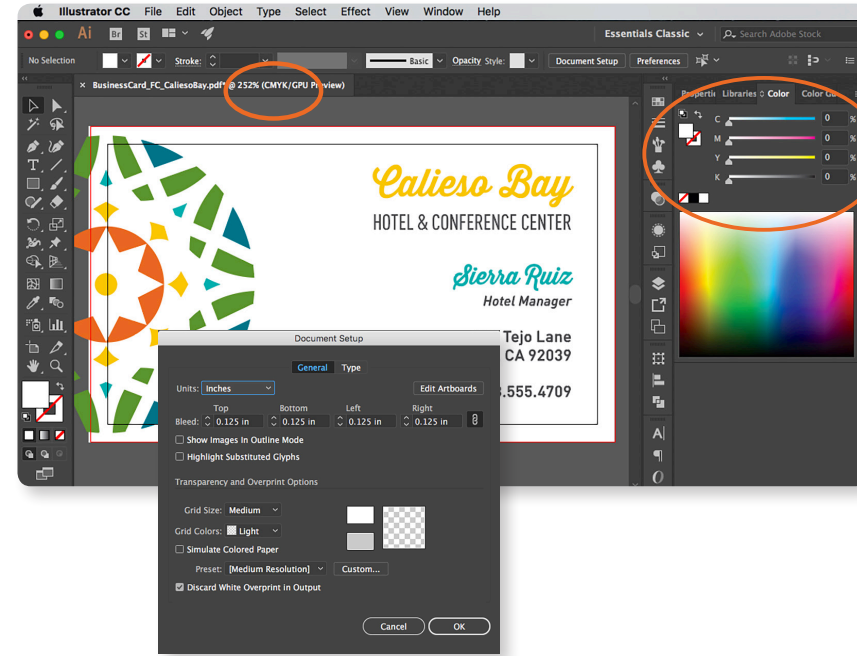 Illustrator CC File Edit Object Type Select Effect View Window Help
Ai Br St Essentials Classic Search Adobe Stock
No Selection Stroke: Basic Opacity Style: Document Setup Preferences
× BusinessCard_FC_CaliesoBay.pdf* @ 252% (CMYK/GPU Preview)
Libraries Color Color
C 0 %
M 0 %
Y 0 %
K 0 %
Calieso Bay
HOTEL & CONFERENCE CENTER
Sierra Ruiz
Hotel Manager
Tejo Lane
CA 92039
.555.4709
Document Setup
General Type
Units: Inches Edit Artboards
Top Bottom Left Right
Bleed: 0.125 in 0.125 in 0.125 in 0.125 in
Show Images In Outline Mode
Highlight Substituted Glyphs
Transparency and Overprint Options
Grid Size: Medium
Grid Colors: Light
Simulate Colored Paper
Preset: [Medium Resolution] Custom...
Discard White Overprint in Output
Cancel OK